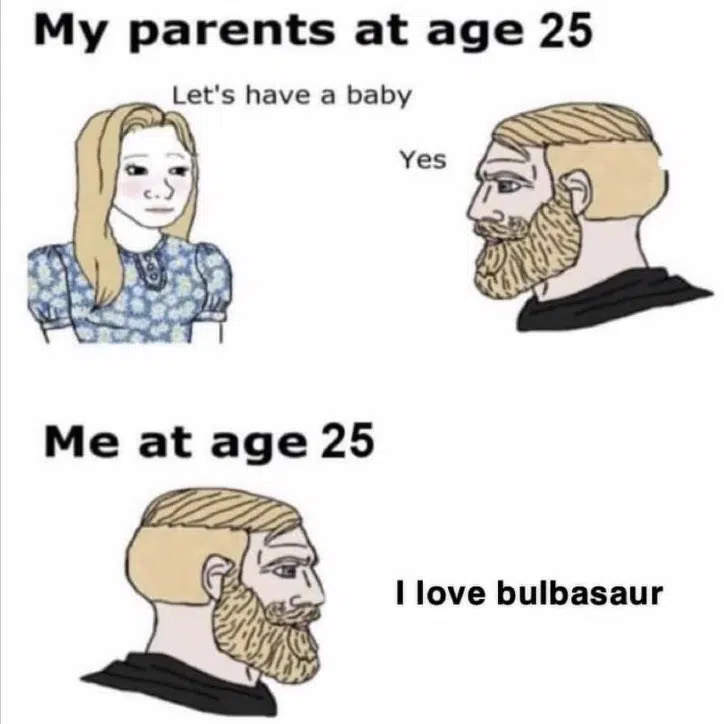 My parents at age 25
Let's have a baby
Yes
Me at age 25
I love bulbasaur